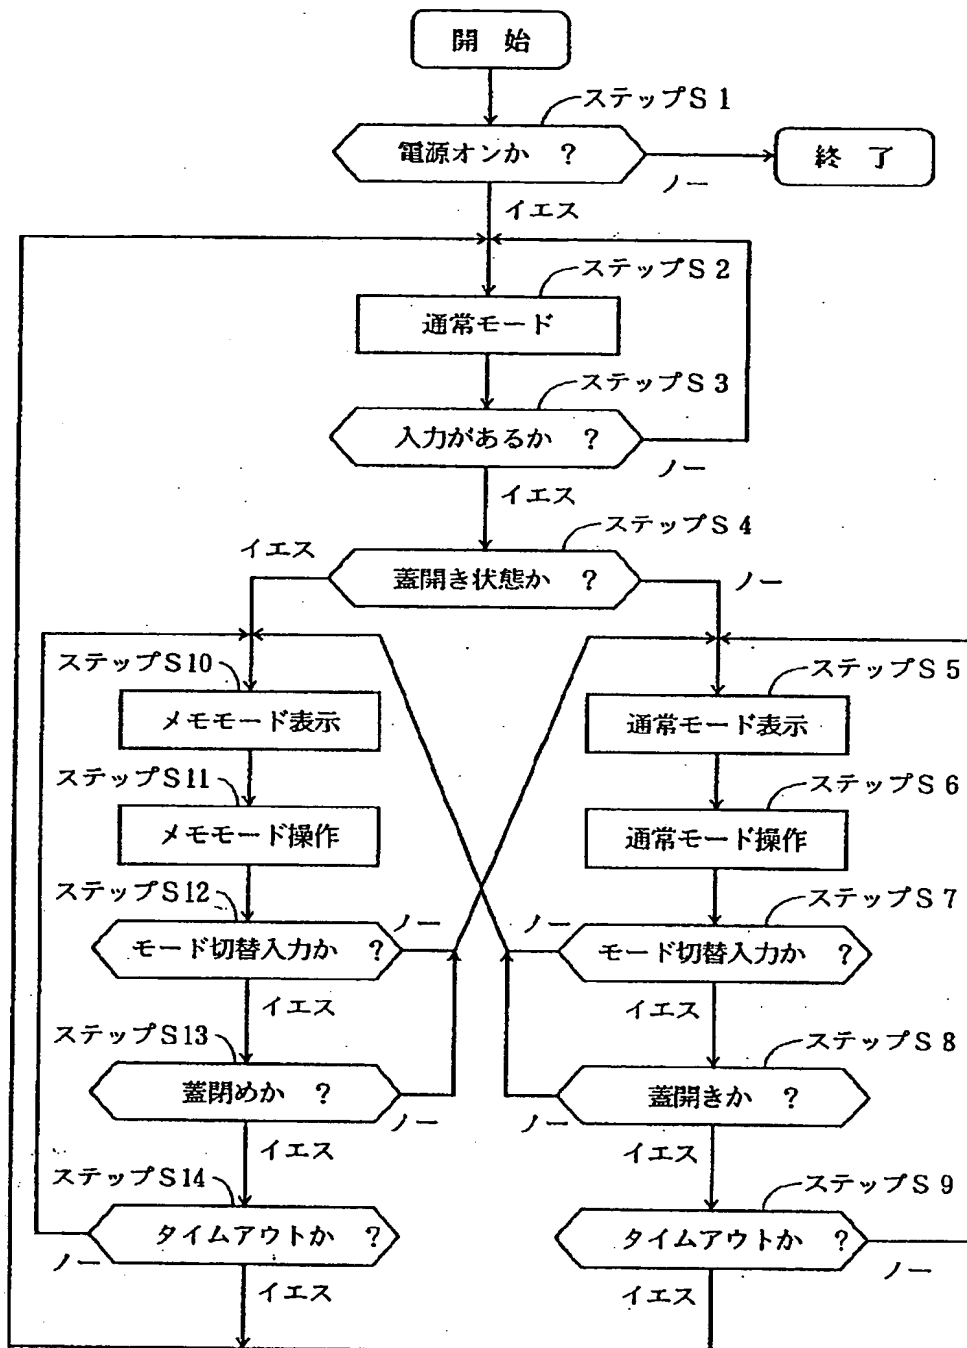 開 始
ステップS 1
電源オンか ?
終 了
ノー
イエス
ステップS 2
通常モード
ステップS 3
入力があるか ?
ノー
イエス
ステップS 4
イエス
蓋開き状態か ?
ノー
ステップS10
メモモード表示
ステップS11
メモモード操作
ステップS12
モード切替入力か ?
ノー
イエス
ステップS13
蓋閉めか ?
ノー
イエス
ステップS14
タイムアウトか ?
ノー
イエス
ステップS 5
通常モード表示
ステップS 6
通常モード操作
ステップS 7
ノー
モード切替入力か ?
イエス
ステップS 8
蓋開きか ?
ノー
イエス
ステップS 9
タイムアウトか ?
ノー
イエス